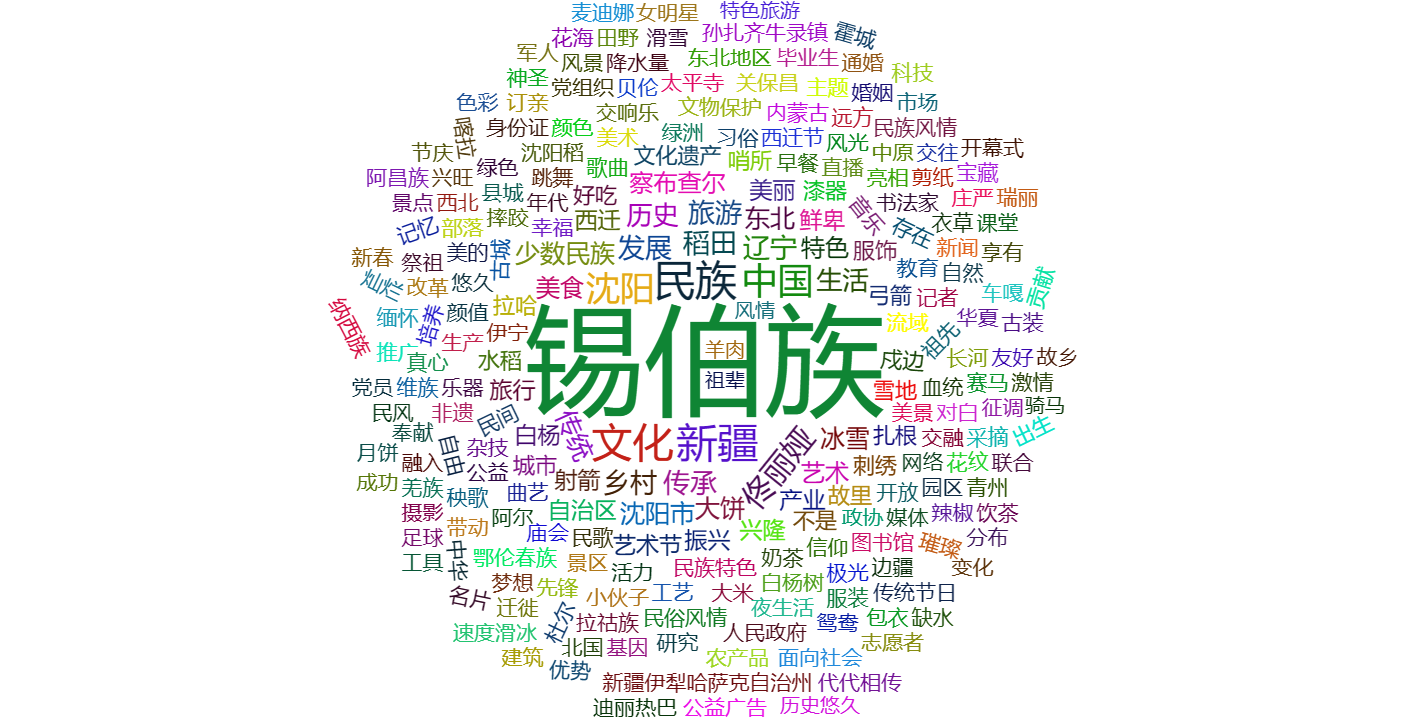 麦迪娜 女明星 特色旅游
花海 田野 滑雪 孙扎齐牛录镇 霍城
军人 风景 降水量 东北地区 毕业生 通婚
神圣 党组织 贝伦 太平寺 关保昌 主题 婚姻 科技
色彩 订亲 交响乐 文物保护 内蒙古 远方 市场
喀拉 身份证 颜色 美术 绿洲 习俗 西迁节 风光 民族风情
节庆 沈阳稻 歌曲 文化遗产 哨所 早餐 直播 中原 交往 开幕式
阿昌族 兴旺 绿色 跳舞 察布查尔 美丽 漆器 亮相 剪纸 宝藏
景点 西北 县城 年代 好吃 历史 旅游 东北 鲜卑 音乐 书法家 庄严 瑞丽
记忆 部落 摔跤 幸福 西迁 稻田 辽宁 特色 存在 衣草 课堂
新春 祭祖 美的 古城 少数民族 发展 服饰 新闻 享有
改革 悠久 美食 沈阳 民族 中国 生活 教育 自然
纳西族 缅怀 培养 颜值 拉哈 风情 弓箭 记者 车嘎 贡献
推广 真心 生产 伊宁 锡伯族 流域 祖先 华夏 古装
水稻 羊肉 戍边 长河 友好 故乡
党员 维族 乐器 旅行 祖辈 雪地 血统 赛马 激情
民风 非遗 民间 传统 美景 对白 征调 骑马
奉献 自由 白杨 文化 新疆 佟丽娅 冰雪 扎根 交融 采摘 出生
月饼 融入 杂技 公益 城市 艺术 刺绣 网络 花纹 联合
成功 羌族 秧歌 曲艺 射箭 乡村 传承 产业 故里 开放 园区 青州
摄影 带动 阿尔 自治区 沈阳市 大饼 兴隆 不是 政协 媒体 辣椒 饮茶
足球 中华 庙会 民歌 艺术节 振兴 信仰 图书馆 璀璨 分布
工具 鄂伦春族 景区 活力 民族特色 奶茶 极光 边疆 变化
名片 梦想 先锋 小伙子 工艺 大米 白杨树 服装 传统节日
迁徙 杜尔 拉祜族 民俗风情 夜生活 鸳鸯 包衣 缺水
速度滑冰 北国 基因 研究 人民政府 志愿者
建筑 优势 农产品 面向社会
新疆伊犁哈萨克自治州 代代相传
迪丽热巴 公益广告 历史悠久